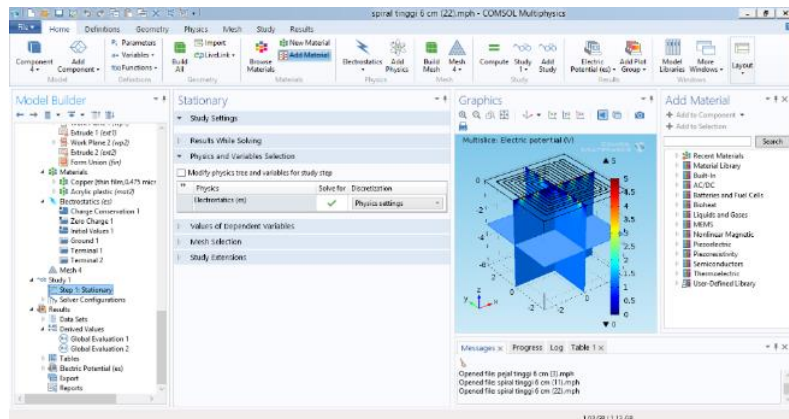 spiral tinggi 6 cm (22).mph - COMSOL Multiphysics
File Home Definitions Geometry Physics Mesh Study Results
Component 4
Add Component
Pi Parameters
a= Variables
f(x) Functions
Build All
Import
LiveLink
Browse Materials
New Material
Add Material
Electrostatics
Add Physics
Build Mesh
Mesh 4
Compute
Study 1
Add Study
Electric Potential (es)
Add Plot Group
Model Libraries
More Windows
Layout
Model Definitions Geometry Materials Physics Mesh Study Results Windows
Model Builder
Extrude 1 (ext1)
Work Plane 2 (wp2)
Extrude 2 (ext2)
Form Union (fin)
Materials
Copper (thin film, 0.475 micr
Acrylic plastic (mat2)
Electrostatics (es)
Charge Conservation 1
Zero Charge 1
Initial Values 1
Ground 1
Terminal 1
Terminal 2
Mesh 4
Study 1
Step 1: Stationary
Solver Configurations
Results
Data Sets
Derived Values
Global Evaluation 1
Global Evaluation 2
Tables
Electric Potential (es)
Export
Reports
Stationary
Study Settings
Results While Solving
Physics and Variables Selection
Modify physics tree and variables for study step
Physics Solve for Discretization
Electrostatics (es) Physics settings
Values of Dependent Variables
Mesh Selection
Study Extensions
Graphics
Multislice: Electric potential (V)
Messages Progress Log Table 1
Opened file: pejal tinggi 6 cm (3).mph
Opened file: spiral tinggi 6 cm (11).mph
Opened file: spiral tinggi 6 cm (22).mph
Add Material
Add to Component
Add to Selection
Search
Recent Materials
Material Library
Built-In
AC/DC
Batteries and Fuel Cells
Bioheat
Liquids and Gases
MEMS
Nonlinear Magnetic
Piezoelectric
Piezoresistivity
Semiconductors
Thermoelectric
User-Defined Library